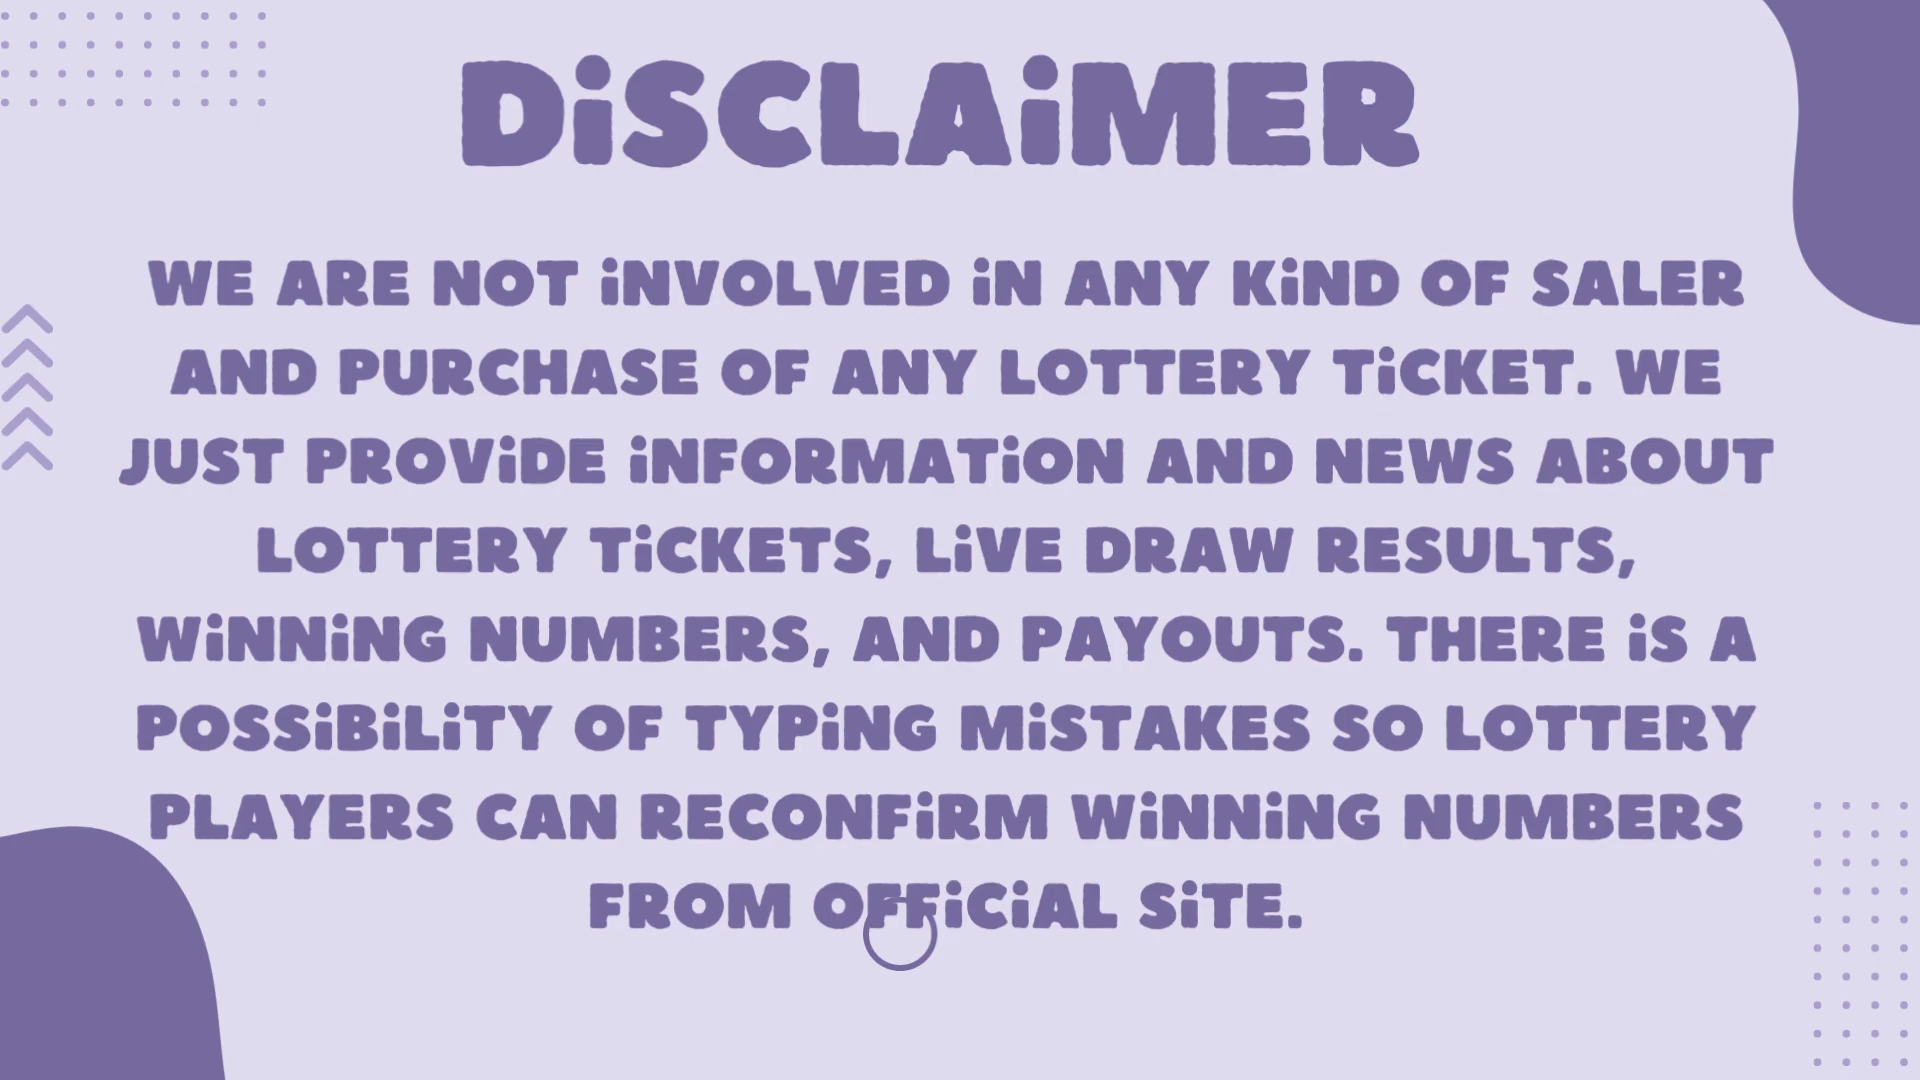 DiSCLAiMER
WE ARE NOT iNVOLVED iN ANY KiND OF SALER
AND PURCHASE OF ANY LOTTERY TiCKET. WE
JUST PROViDE iNFORMATiON AND NEWS ABOUT
LOTTERY TiCKETS, LiVE DRAW RESULTS,
WiNNiNG NUMBERS, AND PAYOUTS. THERE iS A
POSSiBiLiTY OF TYPiNG MiSTAKES SO LOTTERY
PLAYERS CAN RECONFiRM WiNNiNG NUMBERS
FROM OFFiCiAL SiTE.